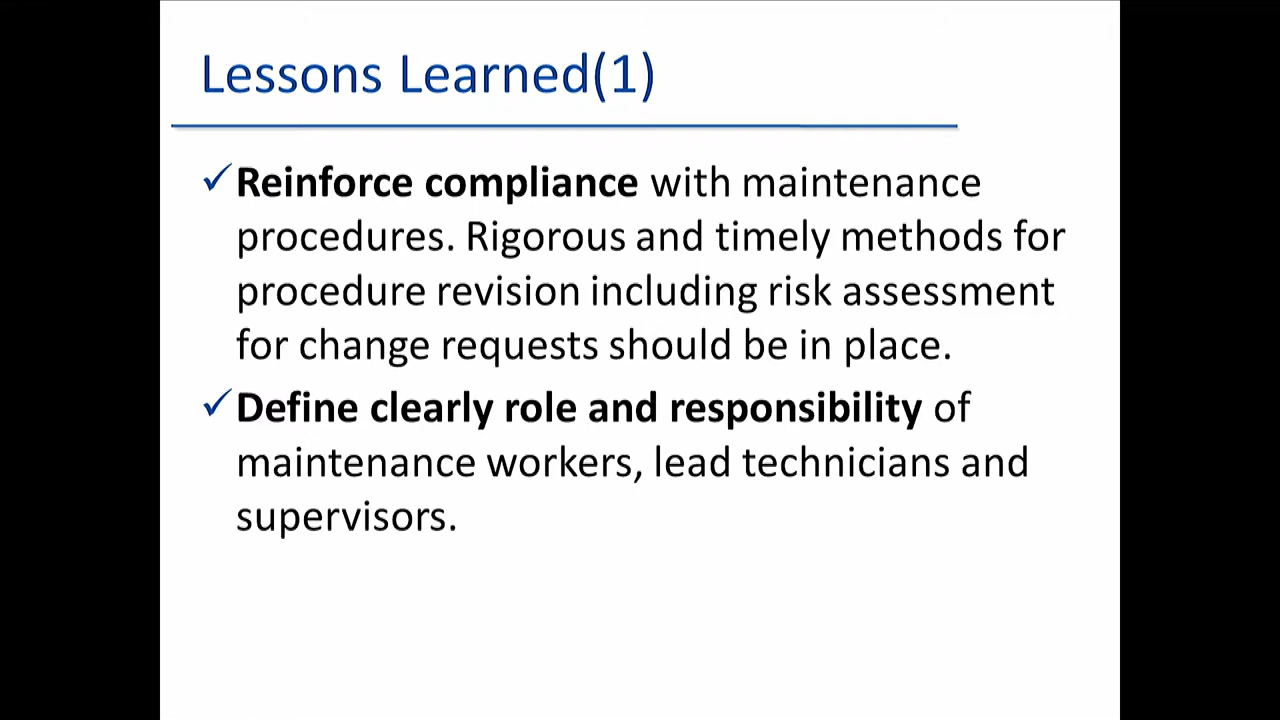 Lessons Learned(1)
✓Reinforce compliance with maintenance
procedures. Rigorous and timely methods for
procedure revision including risk assessment
for change requests should be in place.
✓Define clearly role and responsibility of
maintenance workers, lead technicians and
supervisors.